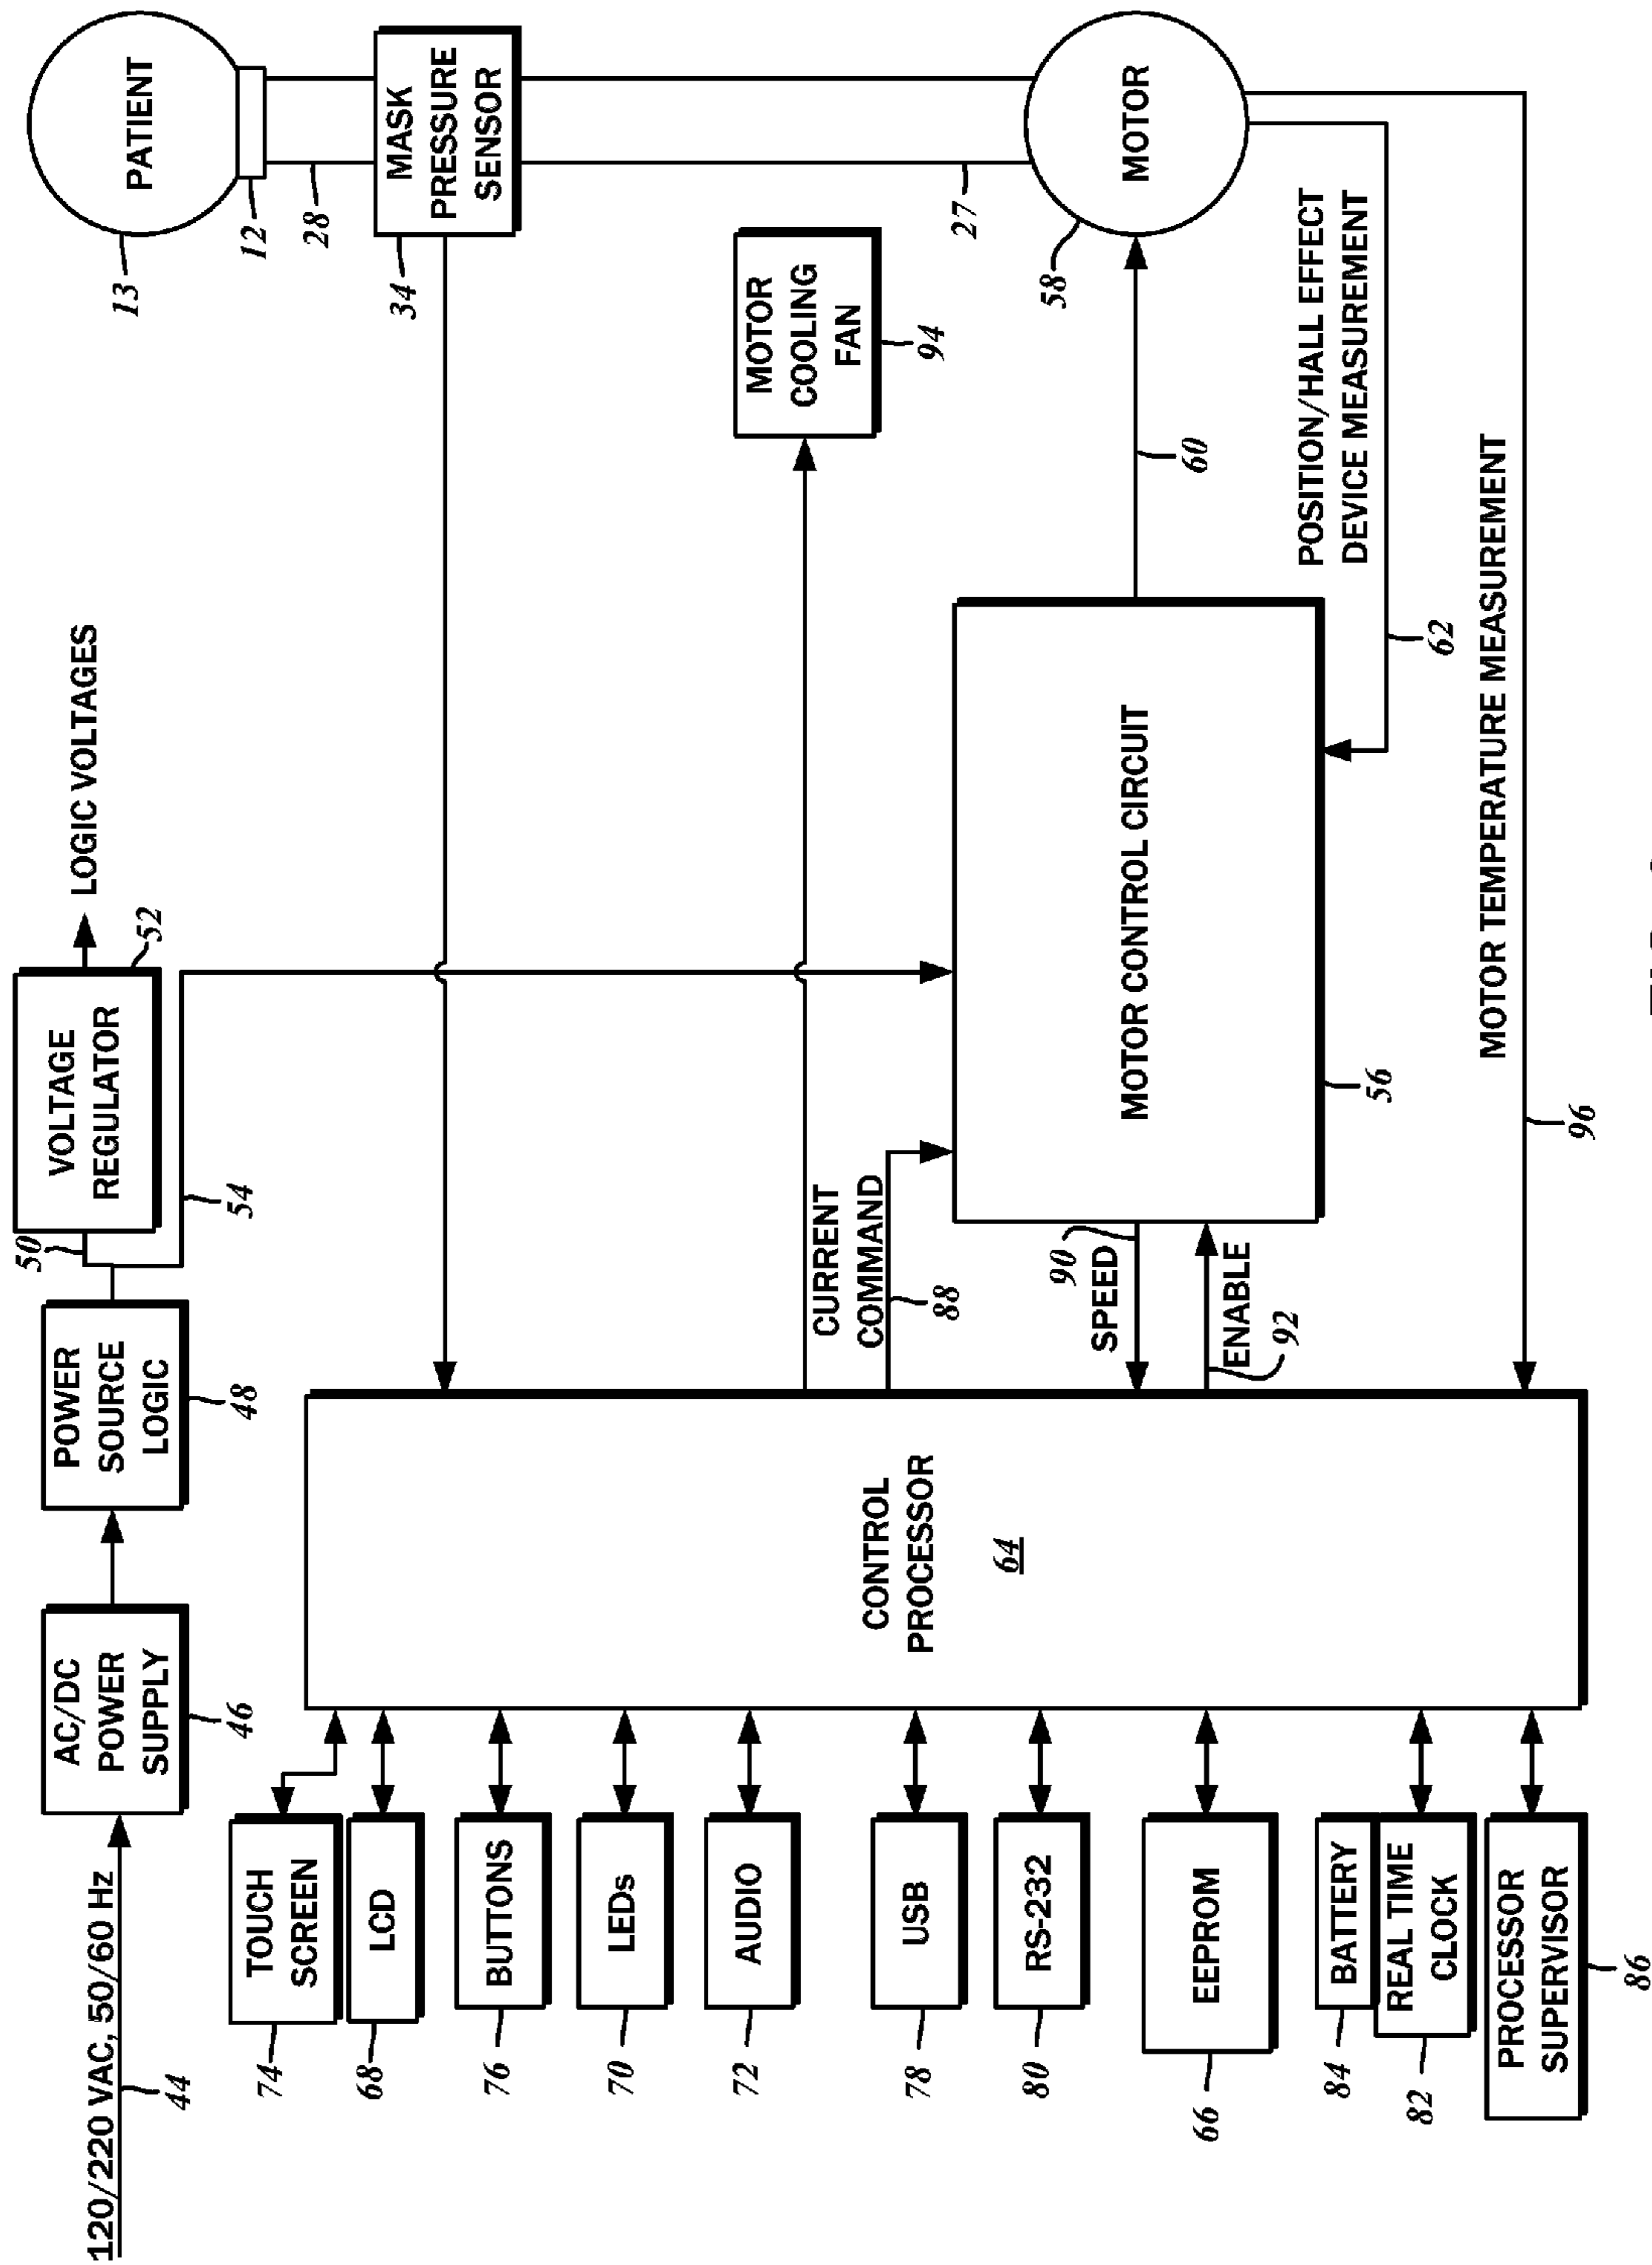 120/220 VAC, 50/60 Hz
44
AC/DC
POWER
SUPPLY
46
POWER
SOURCE
LOGIC
48
50
VOLTAGE
REGULATOR
52
54
LOGIC VOLTAGES
PATIENT
13
12
28
MASK
PRESSURE
SENSOR
34
27
TOUCH
SCREEN
74
LCD
68
BUTTONS
76
LEDs
70
AUDIO
72
USB
78
RS-232
80
EEPROM
66
BATTERY
84
REAL TIME
CLOCK
82
PROCESSOR
SUPERVISOR
86
CONTROL
PROCESSOR
64
MOTOR
COOLING
FAN
94
CURRENT
COMMAND
88
90
SPEED
ENABLE
92
MOTOR CONTROL CIRCUIT
56
60
MOTOR
58
POSITION/HALL EFFECT
DEVICE MEASUREMENT
62
MOTOR TEMPERATURE MEASUREMENT
96